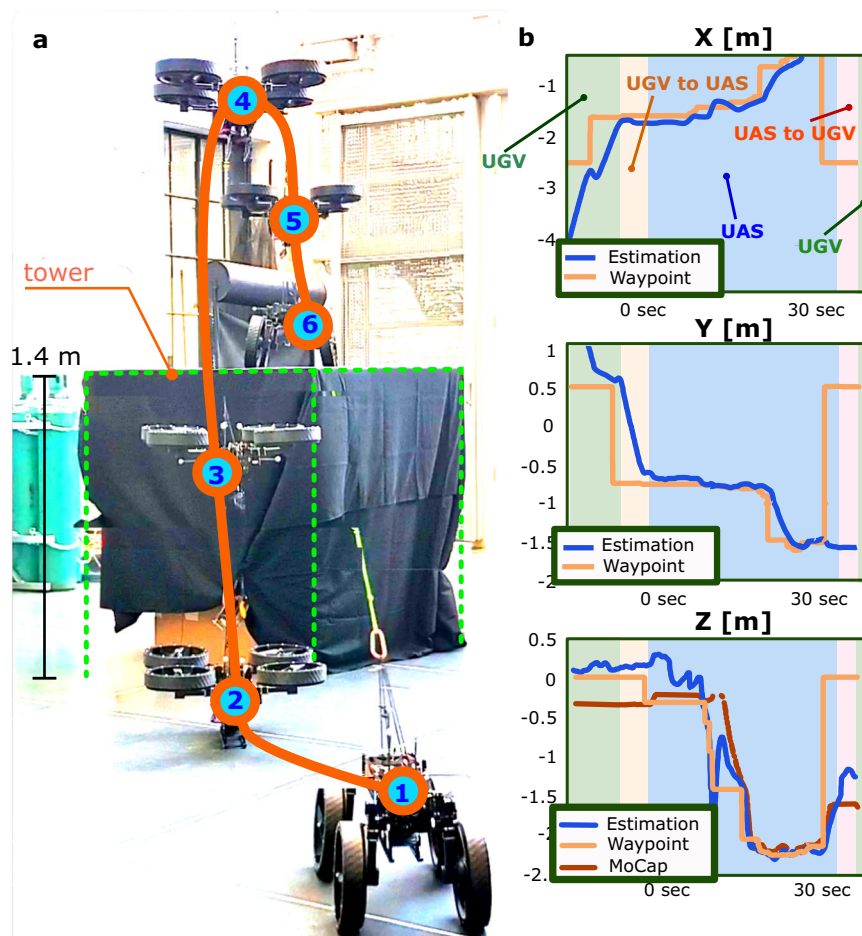 a
4
5
6
tower
1.4 m
3
2
1
b
X [m]
-1
-2
-3
-4
UGV to UAS
UGV
UAS to UGV
UAS
UGV
Estimation
Waypoint
0 sec
30 sec
Y [m]
1
0.5
0
-0.5
-1
-1.5
-2
Estimation
Waypoint
0 sec
30 sec
Z [m]
0.5
0
-0.5
-1
-1.5
-2
-2.
Estimation
Waypoint
MoCap
0 sec
30 sec